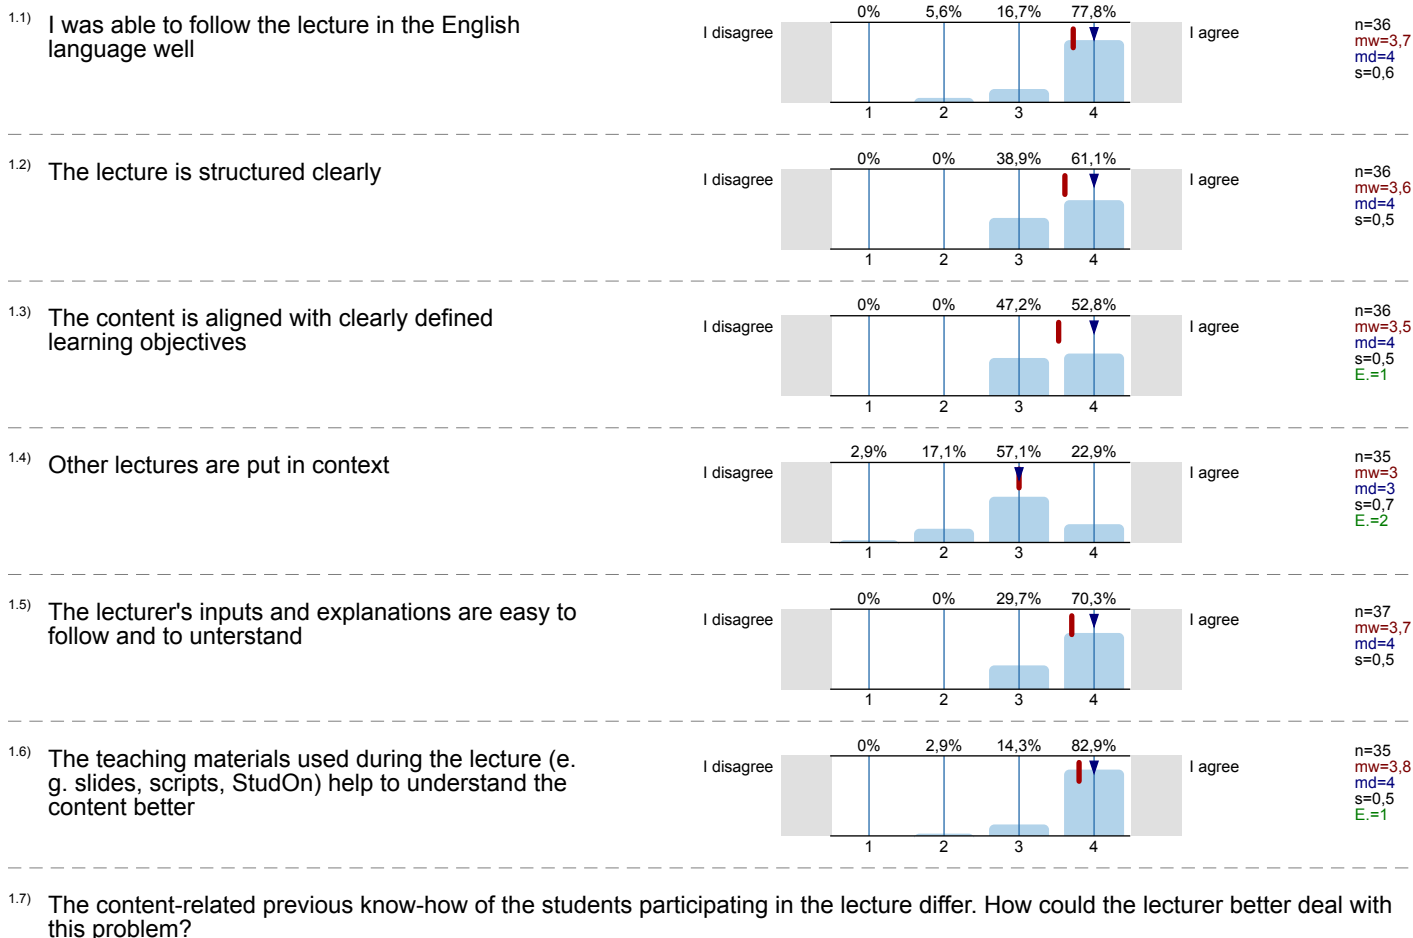 1.1) I was able to follow the lecture in the English
language well
0% 5,6% 16,7% 77,8%
I disagree
I agree
1 2 3 4
n=36
mw=3,7
md=4
s=0,6
1.2) The lecture is structured clearly
0% 0% 38,9% 61,1%
I disagree
I agree
1 2 3 4
n=36
mw=3,6
md=4
s=0,5
1.3) The content is aligned with clearly defined
learning objectives
0% 0% 47,2% 52,8%
I disagree
I agree
1 2 3 4
n=36
mw=3,5
md=4
s=0,5
E.=1
1.4) Other lectures are put in context
2,9% 17,1% 57,1% 22,9%
I disagree
I agree
1 2 3 4
n=35
mw=3
md=3
s=0,7
E.=2
1.5) The lecturer's inputs and explanations are easy to
follow and to unterstand
0% 0% 29,7% 70,3%
I disagree
I agree
1 2 3 4
n=37
mw=3,7
md=4
s=0,5
1.6) The teaching materials used during the lecture (e.
g. slides, scripts, StudOn) help to understand the
content better
0% 2,9% 14,3% 82,9%
I disagree
I agree
1 2 3 4
n=35
mw=3,8
md=4
s=0,5
E.=1
1.7) The content-related previous know-how of the students participating in the lecture differ. How could the lecturer better deal with
this problem?